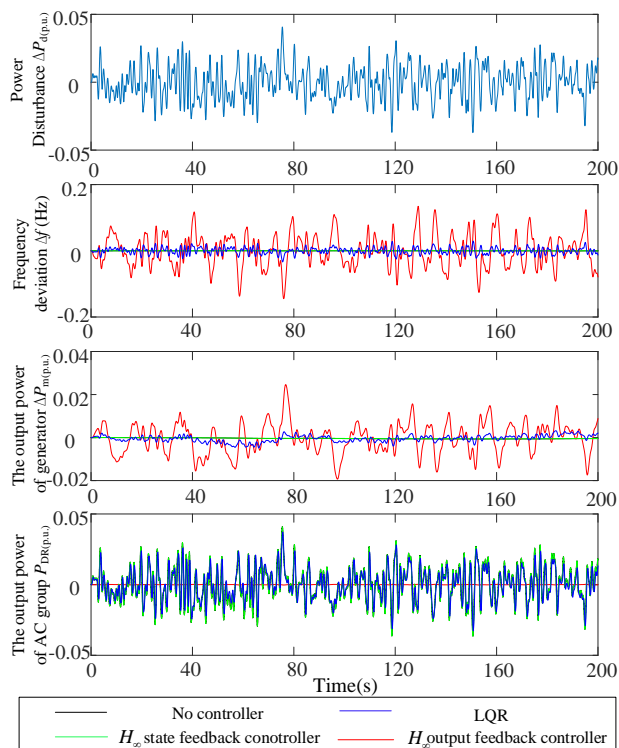 Power
Disturbance ΔP_d(p.u.)
0.05
0
-0.05
0 40 80 120 160 200
Frequency
deviation Δf (Hz)
0.2
0
-0.2
0 40 80 120 160 200
The output power
of generator ΔP_m(p.u.)
0.04
0.02
0
-0.02
0 40 80 120 160 200
The output power
of AC group P_DR(p.u.)
0.05
0
-0.05
0 40 80 120 160 200
Time(s)
No controller LQR
H∞ state feedback conotroller H∞ output feedback controller